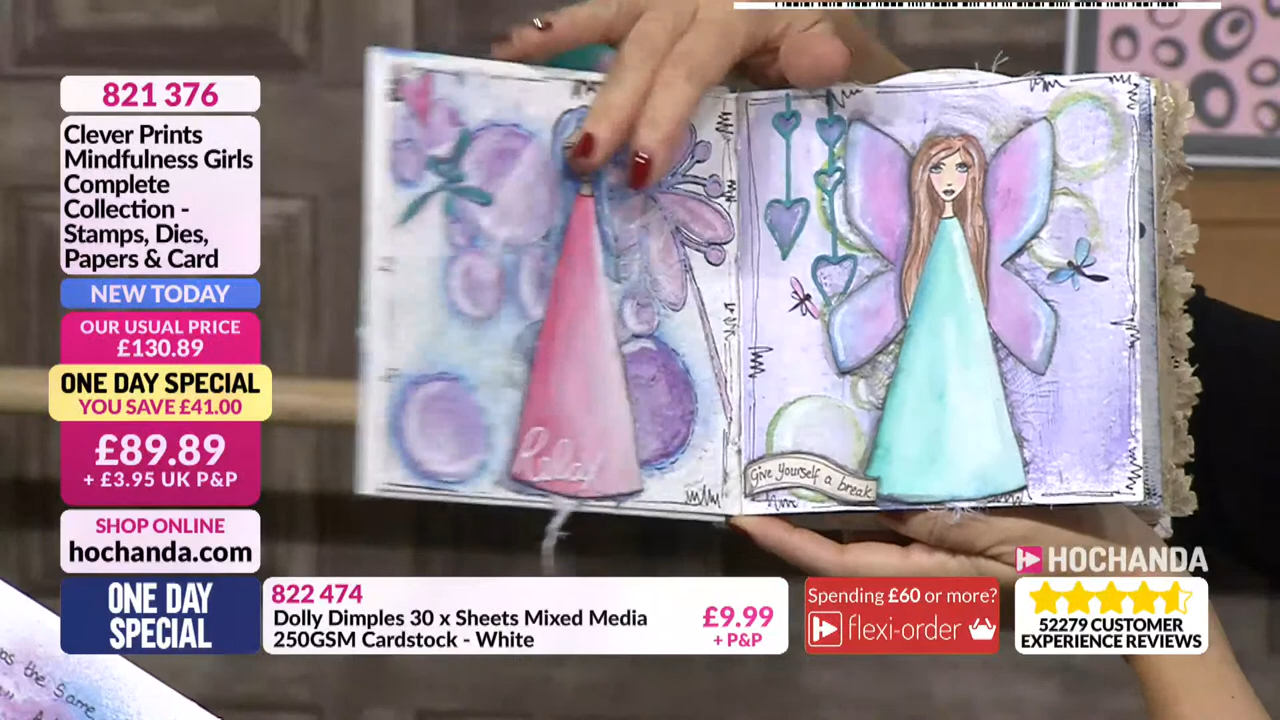 821 376
Clever Prints
Mindfulness Girls
Complete
Collection -
Stamps, Dies,
Papers & Card
NEW TODAY
OUR USUAL PRICE
£130.89
ONE DAY SPECIAL
YOU SAVE £41.00
£89.89
+ £3.95 UK P&P
SHOP ONLINE
hochanda.com
ONE DAY
SPECIAL
822 474
Dolly Dimples 30 x Sheets Mixed Media
250GSM Cardstock - White
£9.99
+ P&P
Spending £60 or more?
flexi-order
HOCHANDA
52279 CUSTOMER
EXPERIENCE REVIEWS
Relax
Give yourself a break
the Same